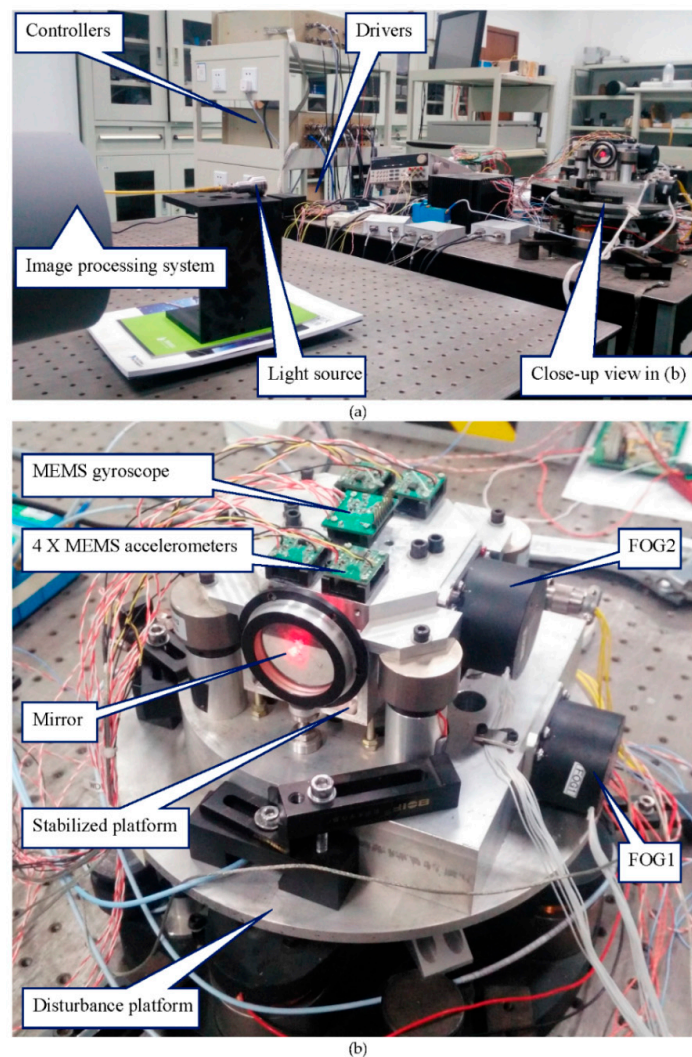 Controllers
Drivers
Image processing system
Light source
Close-up view in (b)
(a)
MEMS gyroscope
4 X MEMS accelerometers
FOG2
Mirror
Stabilized platform
FOG1
FOG1
Disturbance platform
(b)